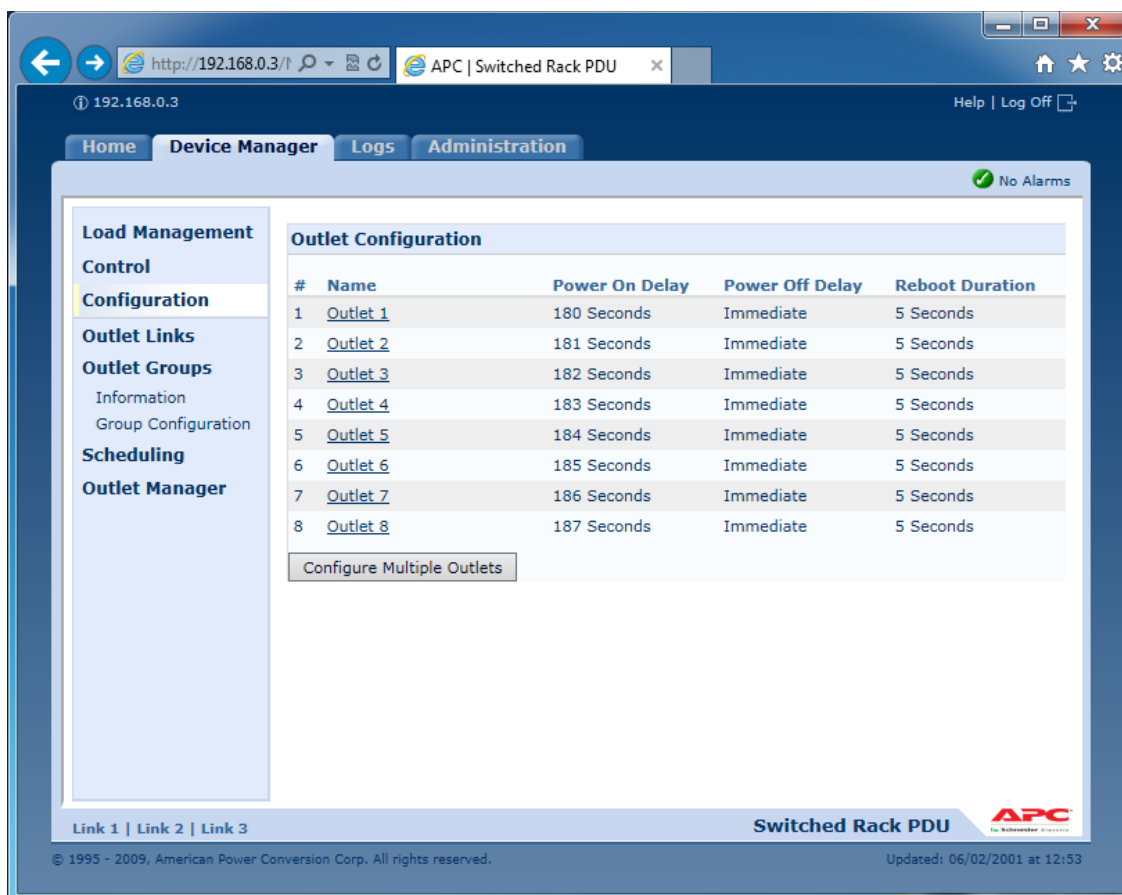 http://192.168.0.3/
APC | Switched Rack PDU
192.168.0.3
Help | Log Off
Home
Device Manager
Logs
Administration
No Alarms
Load Management
Control
Configuration
Outlet Links
Outlet Groups
Information
Group Configuration
Scheduling
Outlet Manager
Outlet Configuration
# Name Power On Delay Power Off Delay Reboot Duration
1 Outlet 1 180 Seconds Immediate 5 Seconds
2 Outlet 2 181 Seconds Immediate 5 Seconds
3 Outlet 3 182 Seconds Immediate 5 Seconds
4 Outlet 4 183 Seconds Immediate 5 Seconds
5 Outlet 5 184 Seconds Immediate 5 Seconds
6 Outlet 6 185 Seconds Immediate 5 Seconds
7 Outlet 7 186 Seconds Immediate 5 Seconds
8 Outlet 8 187 Seconds Immediate 5 Seconds
Configure Multiple Outlets
Link 1 | Link 2 | Link 3
Switched Rack PDU
APC
by Schneider Electric
© 1995 - 2009, American Power Conversion Corp. All rights reserved.
Updated: 06/02/2001 at 12:53